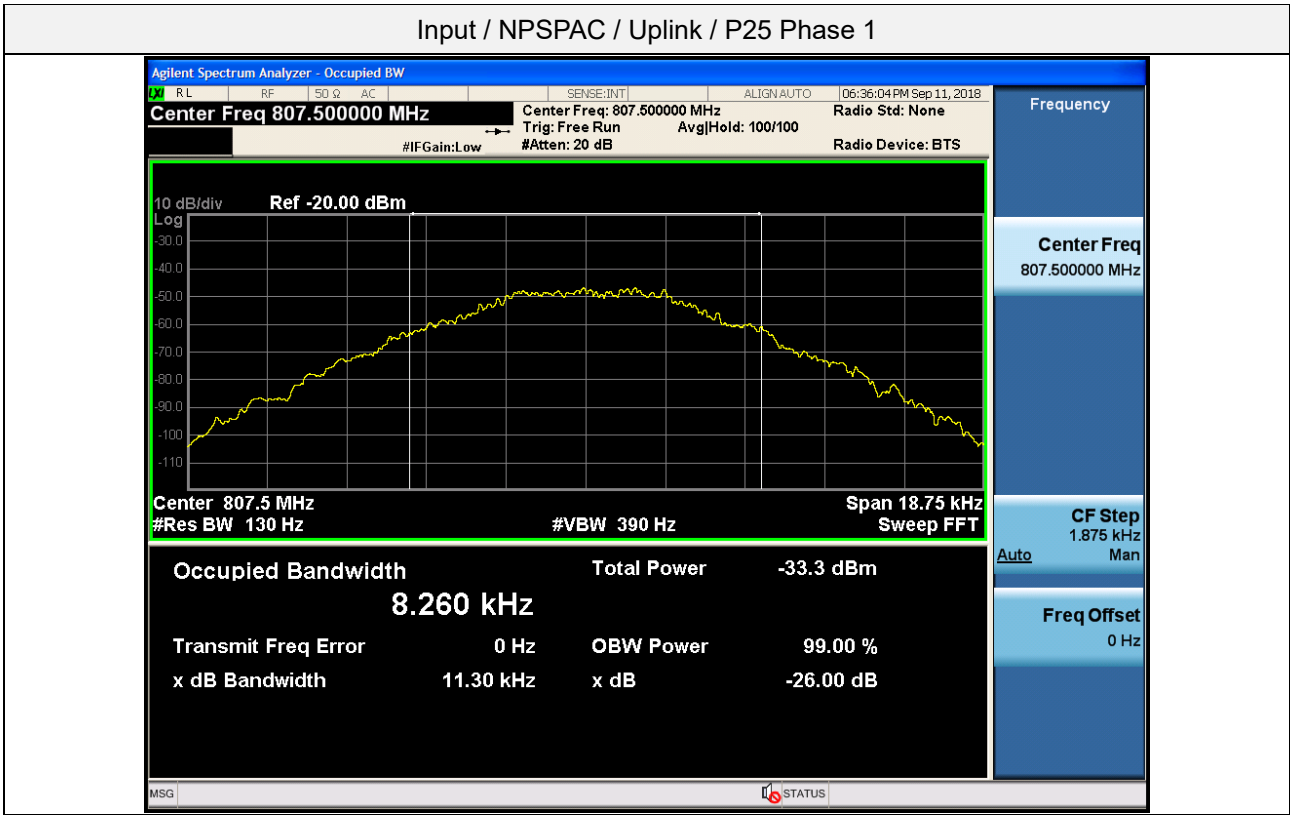 Input / NPSPAC / Uplink / P25 Phase 1
Agilent Spectrum Analyzer - Occupied BW
LXI RL RF 50 Ω AC SENSE:INT ALIGN AUTO 06:36:04 PM Sep 11, 2018
Center Freq 807.500000 MHz
Center Freq: 807.500000 MHz
Radio Std: None
Trig: Free Run Avg|Hold: 100/100
#IFGain:Low
#Atten: 20 dB
Radio Device: BTS
10 dB/div Ref -20.00 dBm
Log
-30.0
-40.0
-50.0
-60.0
-70.0
-80.0
-90.0
-100
-110
Center 807.5 MHz Span 18.75 kHz
#Res BW 130 Hz #VBW 390 Hz Sweep FFT
Occupied Bandwidth Total Power -33.3 dBm
8.260 kHz
Transmit Freq Error 0 Hz OBW Power 99.00 %
x dB Bandwidth 11.30 kHz x dB -26.00 dB
Frequency
Center Freq
807.500000 MHz
CF Step
1.875 kHz
Auto Man
Freq Offset
0 Hz
MSG STATUS